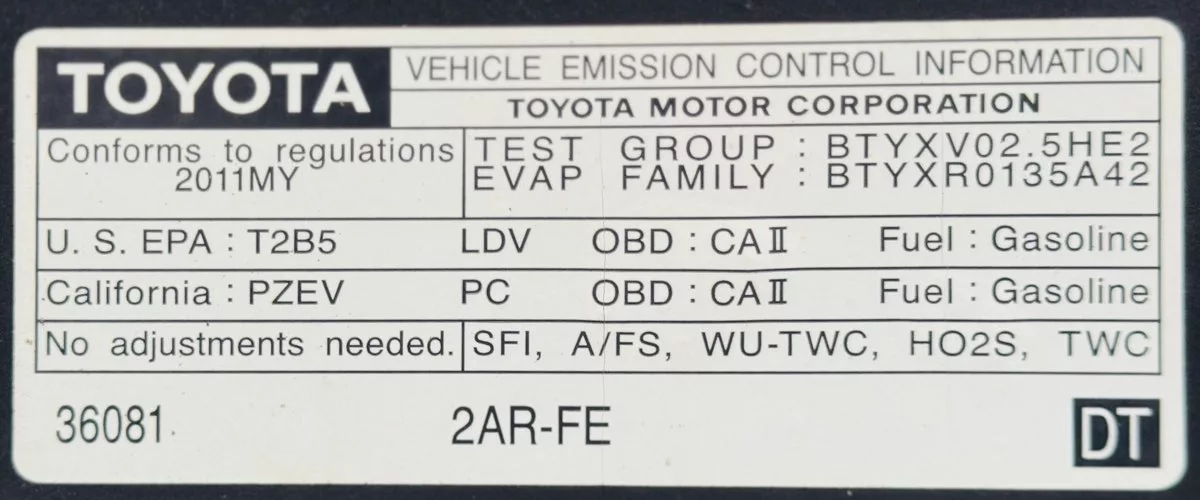 TOYOTA
VEHICLE EMISSION CONTROL INFORMATION
TOYOTA MOTOR CORPORATION
Conforms to regulations
2011MY
TEST GROUP : BTYXV02.5HE2
EVAP FAMILY : BTYXR0135A42
U. S. EPA : T2B5 LDV OBD : CAⅡ Fuel : Gasoline
California : PZEV PC OBD : CAⅡ Fuel : Gasoline
No adjustments needed. SFI, A/FS, WU-TWC, HO2S, TWC
36081 2AR-FE DT